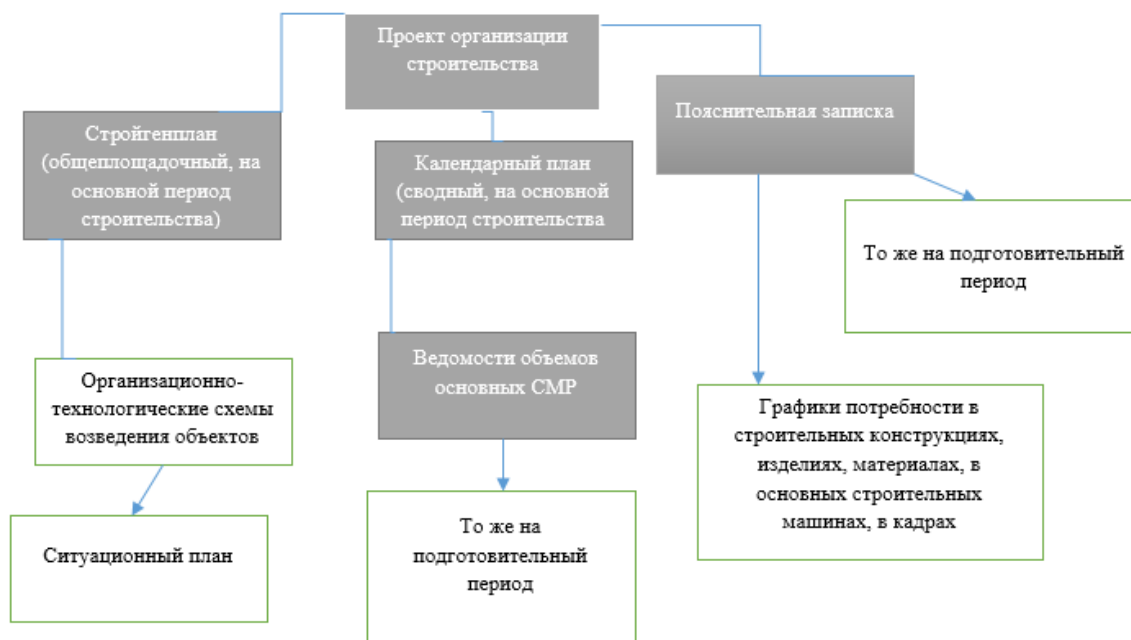 Проект организации
строительства
Стройгенплан
(общеплощадочный, на
основной период
строительства)
Календарный план
(сводный, на основной
период строительства
Пояснительная записка
То же на подготовительный
период
Организационно-
технологические схемы
возведения объектов
Ведомости объемов
основных СМР
Графики потребности в
строительных конструкциях,
изделиях, материалах, в
основных строительных
машинах, в кадрах
Ситуационный план
То же на
подготовительный
период